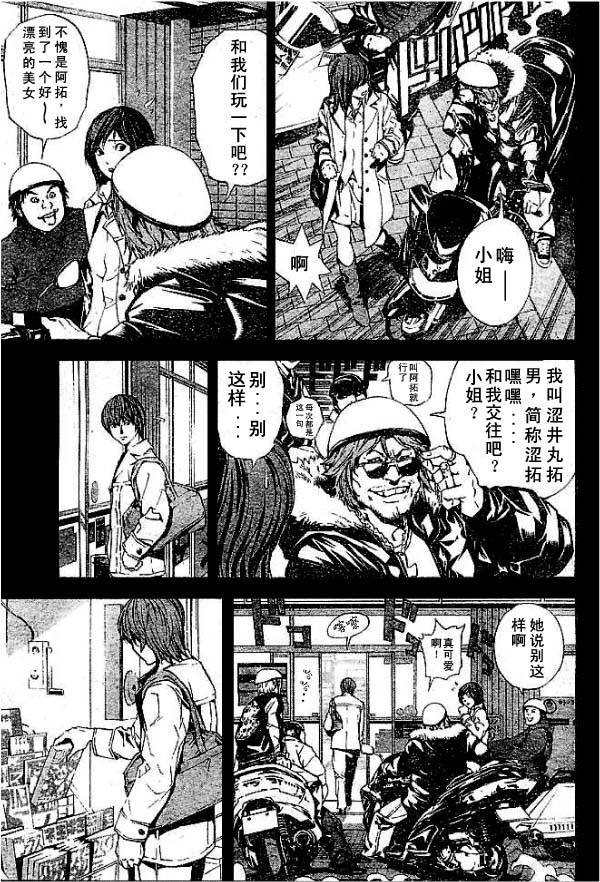 嗨——
小姐
啊
和我们玩一下吧??
不愧是阿拓，找
到了一个好～
漂亮的美女
我叫涩井丸拓
男，简称涩拓
嘿嘿....
和我交往吧?
小姐?
叫阿拓就
行了
每次都是
这一句
别...别
这样...
她说别这
样啊
真可爱
啊!